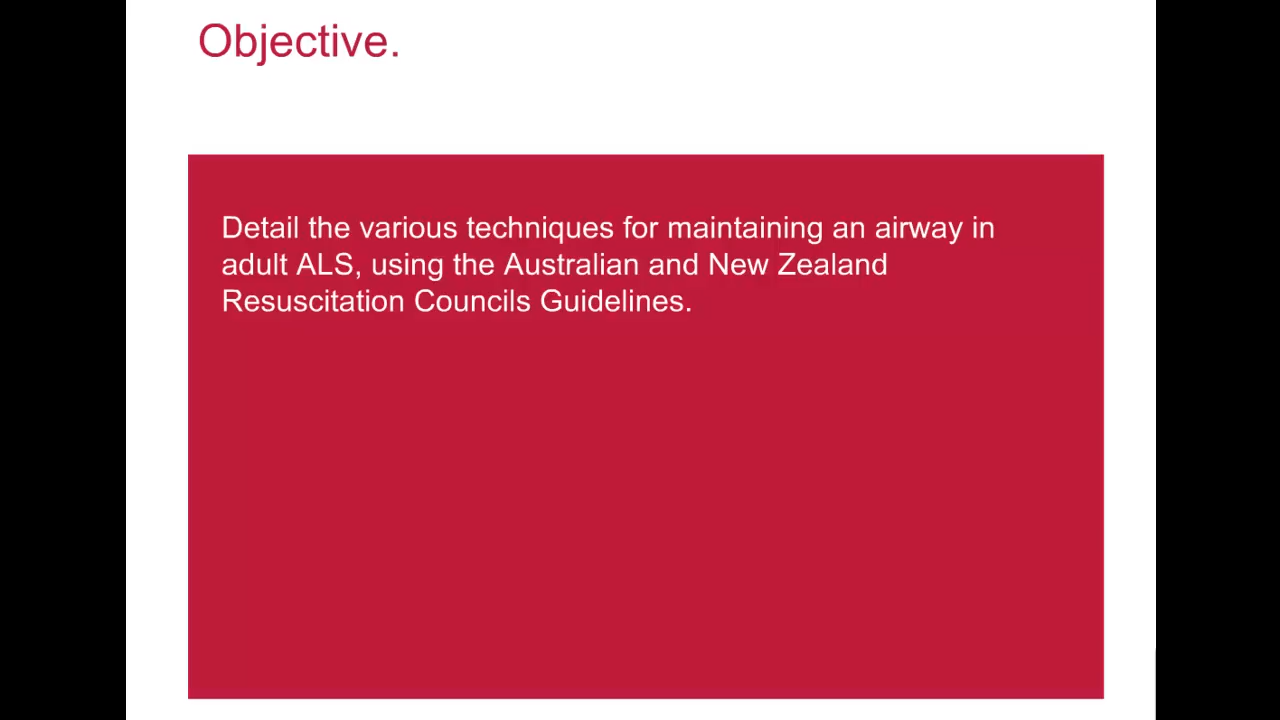 Objective.
Detail the various techniques for maintaining an airway in
adult ALS, using the Australian and New Zealand
Resuscitation Councils Guidelines.